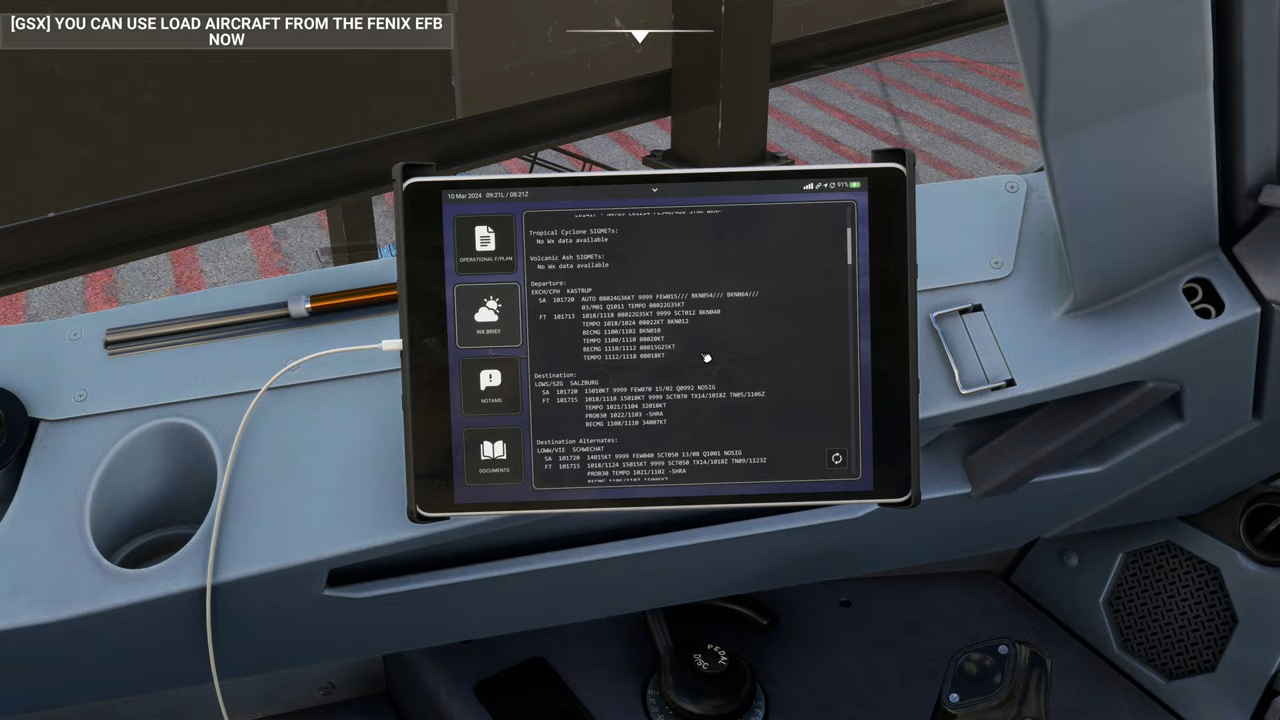 [GSX] YOU CAN USE LOAD AIRCRAFT FROM THE FENIX EFB
NOW
10 Mar 2024 09:21L / 08:21Z
91%
OPERATIONAL F/PLAN
WX BRIEF
NOTAMS
DOCUMENTS
Tropical Cyclone SIGMETs:
No Wx data available
Volcanic Ash SIGMETs:
No Wx data available
Departure:
EKCH/CPH KASTRUP
SA 101720 AUTO 08024G36KT 9999 FEW015/// BKN054/// BKN064///
03/M01 Q1011 TEMPO 08022G35KT
FT 101713 1018/1118 08022G35KT 9999 SCT012 BKN040
TEMPO 1018/1024 08022KT BKN012
BECMG 1100/1102 BKN010
TEMPO 1100/1110 08020KT
BECMG 1110/1112 08015G25KT
TEMPO 1112/1118 08018KT
Destination:
LOWS/SZG SALZBURG
SA 101720 15010KT 9999 FEW070 15/02 Q0992 NOSIG
FT 101715 1018/1118 15010KT 9999 SCT070 TX14/1018Z TN05/1106Z
TEMPO 1021/1104 32010KT
PROB30 1022/1103 -SHRA
BECMG 1108/1110 34007KT
Destination Alternates:
LOWW/VIE SCHWECHAT
SA 101720 14015KT 9999 FEW040 SCT050 13/08 Q1001 NOSIG
FT 101715 1018/1124 15015KT 9999 SCT050 TX14/1018Z TN09/1123Z
PROB30 TEMPO 1021/1102 -SHRA
PEDAL
DISC